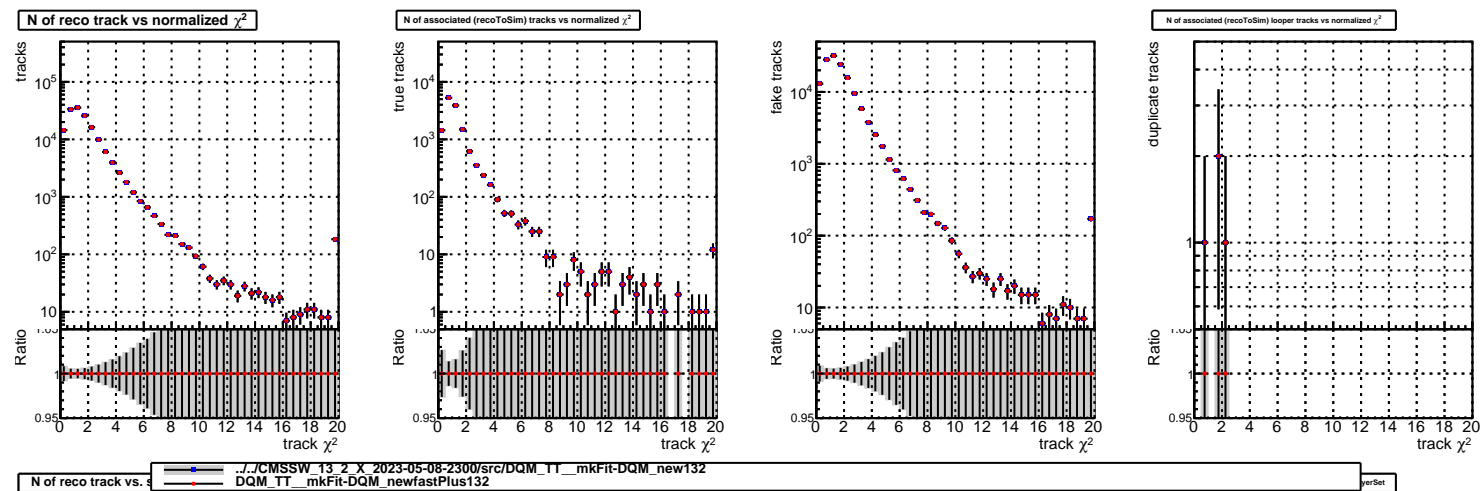 N of reco track vs normalized χ²
N of associated (recoToSim) tracks vs normalized χ²
N of associated (recoToSim) looper tracks vs normalized χ²
tracks
10⁵
10⁴
10³
10²
10
true tracks
10⁴
10³
10²
10
1
fake tracks
10⁴
10³
10²
10
duplicate tracks
1
Ratio
1
0.95
0 2 4 6 8 10 12 14 16 18 20
track χ²
Ratio
1
0.95
0 2 4 6 8 10 12 14 16 18 20
track χ²
Ratio
1
0.95
0 2 4 6 8 10 12 14 16 18 20
track χ²
Ratio
1
0.95
0 2 4 6 8 10 12 14 16 18 20
track χ²
N of reco track vs. s
../../CMSSW_13_2_X_2023-05-08-2300/src/DQM_TT__mkFit-DQM_new132
DQM_TT__mkFit-DQM_newfastPlus132
yerSet